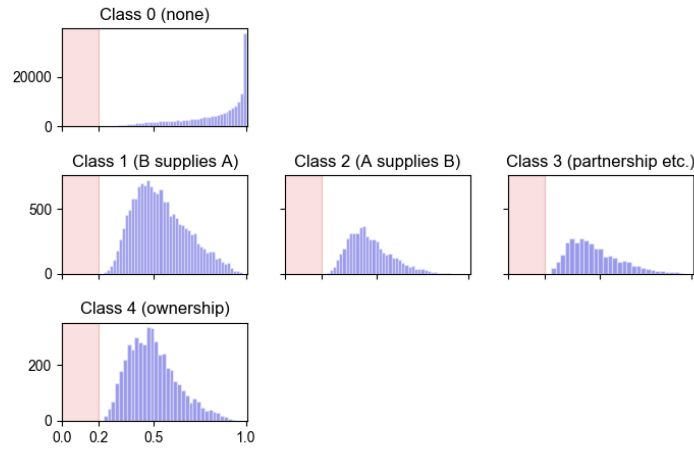 Class 0 (none)
20000
0
Class 1 (B supplies A)
Class 2 (A supplies B)
Class 3 (partnership etc.)
500
0
Class 4 (ownership)
200
0
0.0
0.2
0.5
1.0